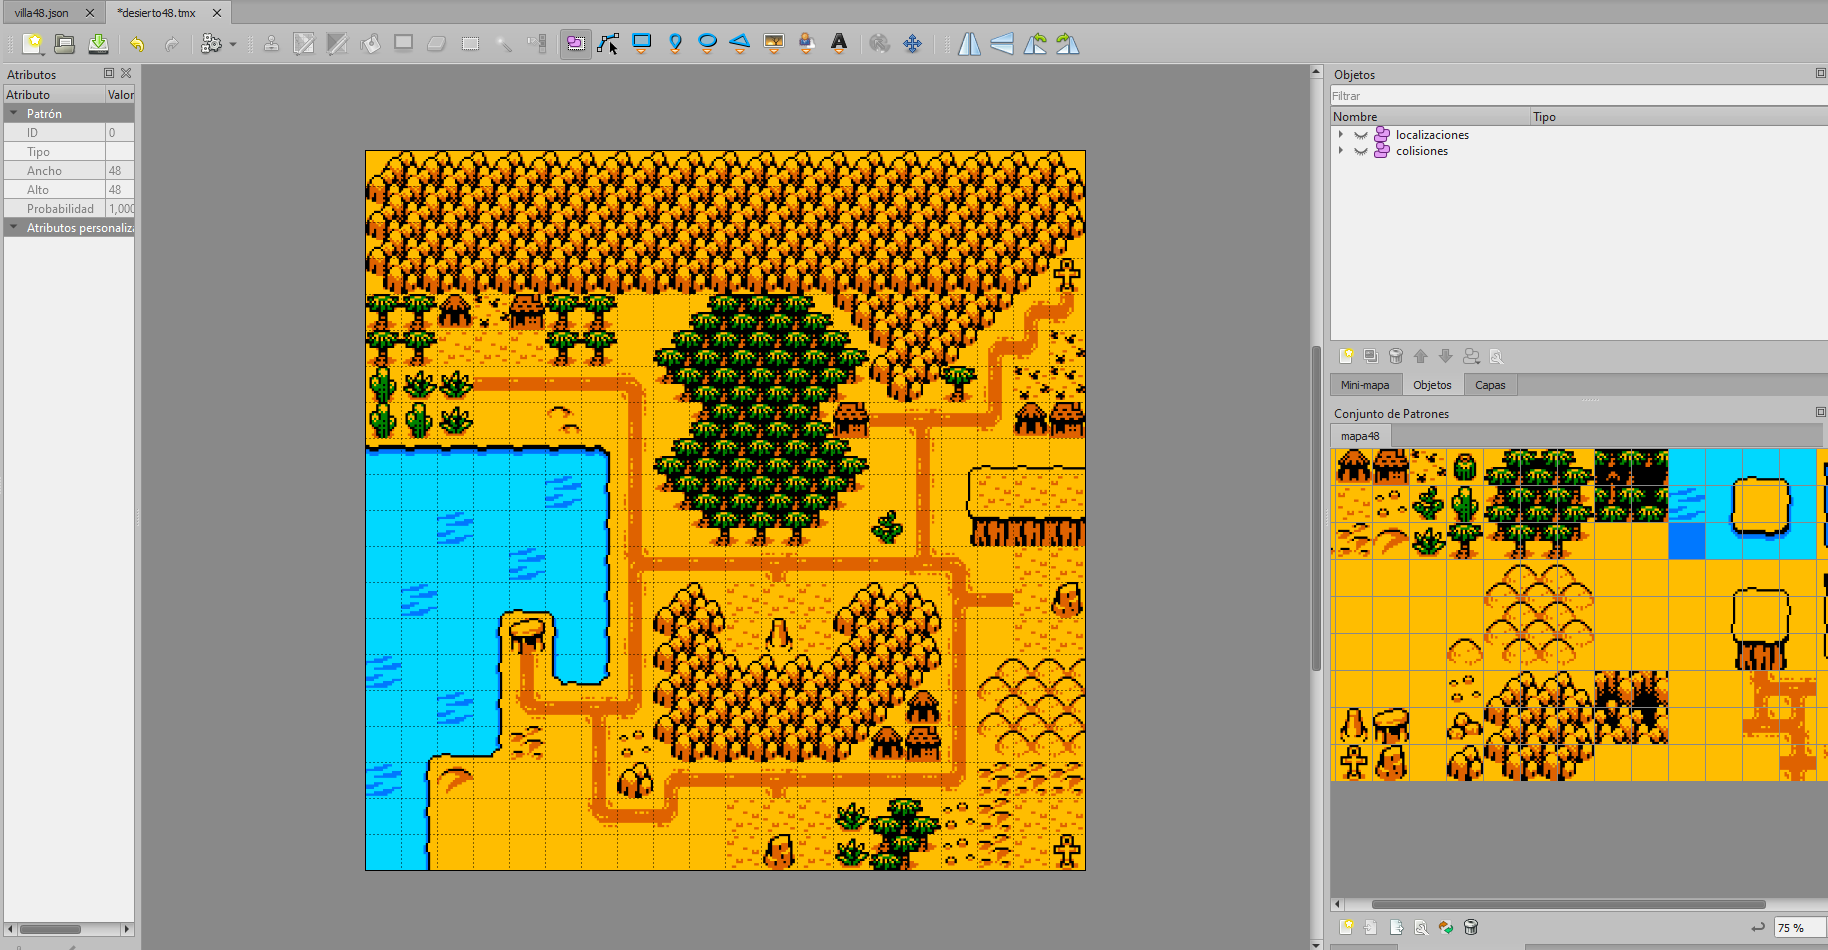 villa48.json
*desierto48.tmx
Atributos
Atributo Valor
Patrón
ID 0
Tipo
Ancho 48
Alto 48
Probabilidad 1,000
Atributos personaliza
Objetos
Filtrar
Nombre Tipo
localizaciones
colisiones
Mini-mapa Objetos Capas
Conjunto de Patrones
mapa48
75 %